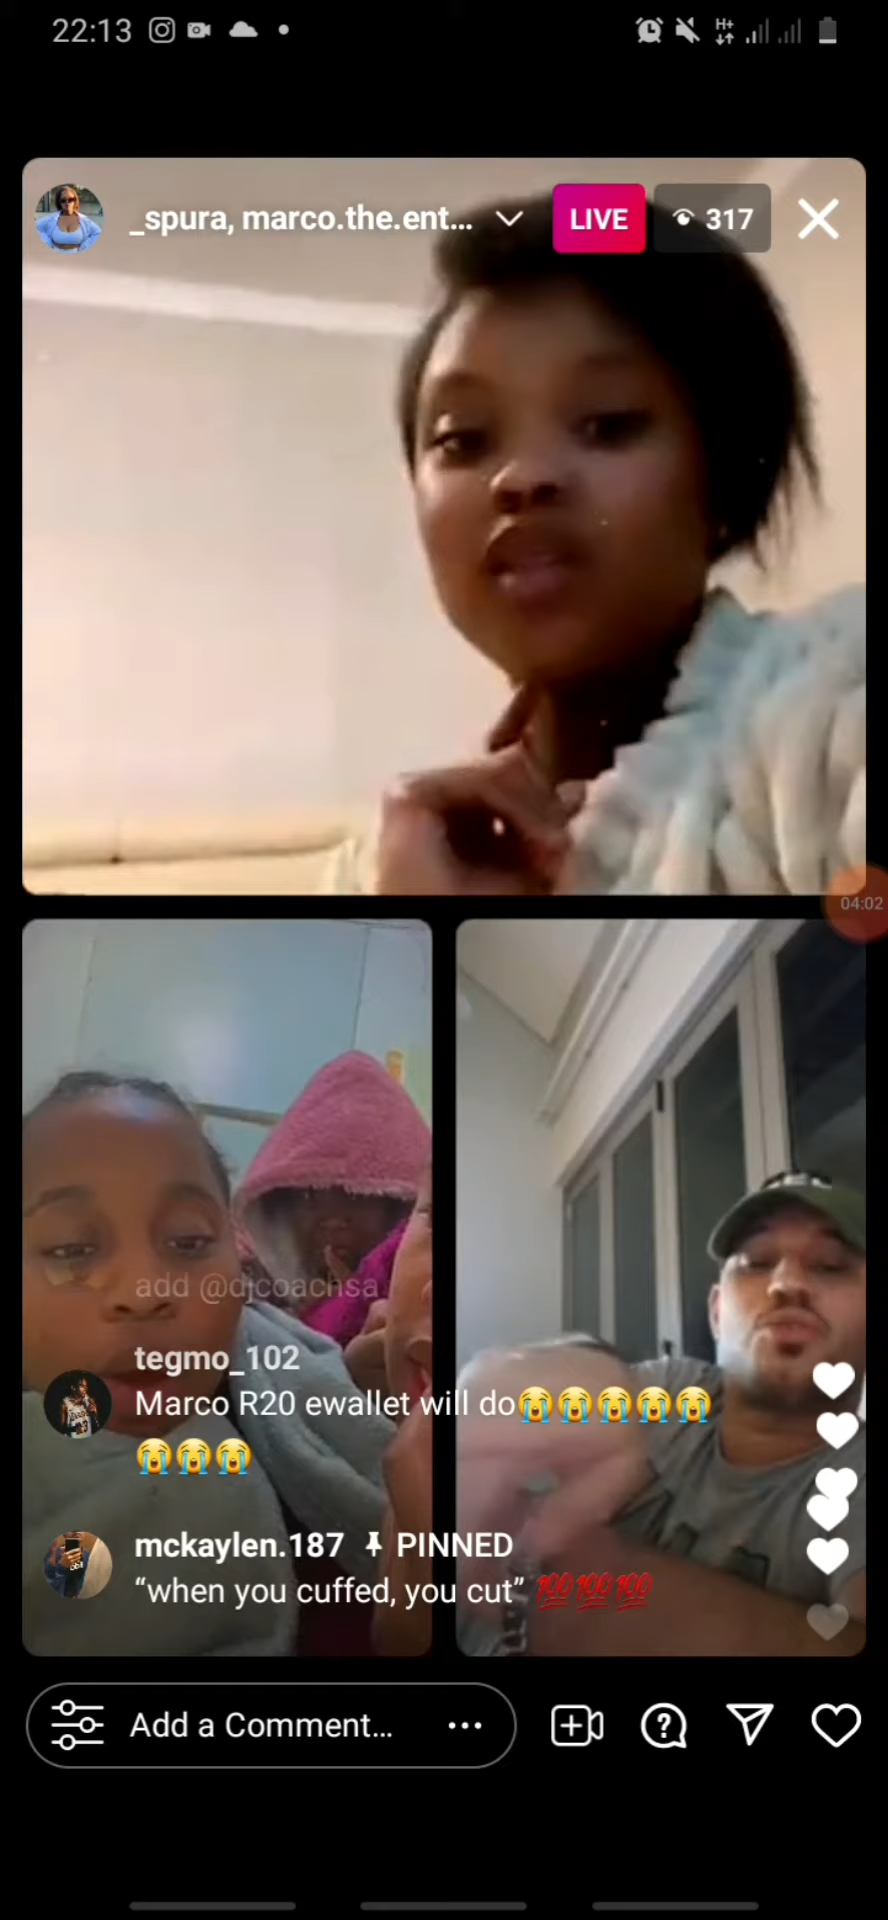 22:13
H+
_spura, marco.the.ent...
LIVE
317
04:02
add @djcoachsa
tegmo_102
Marco R20 ewallet will do😭😭😭😭😭
😭😭😭
mckaylen.187 PINNED
“when you cuffed, you cut” 💯💯💯
Add a Comment...